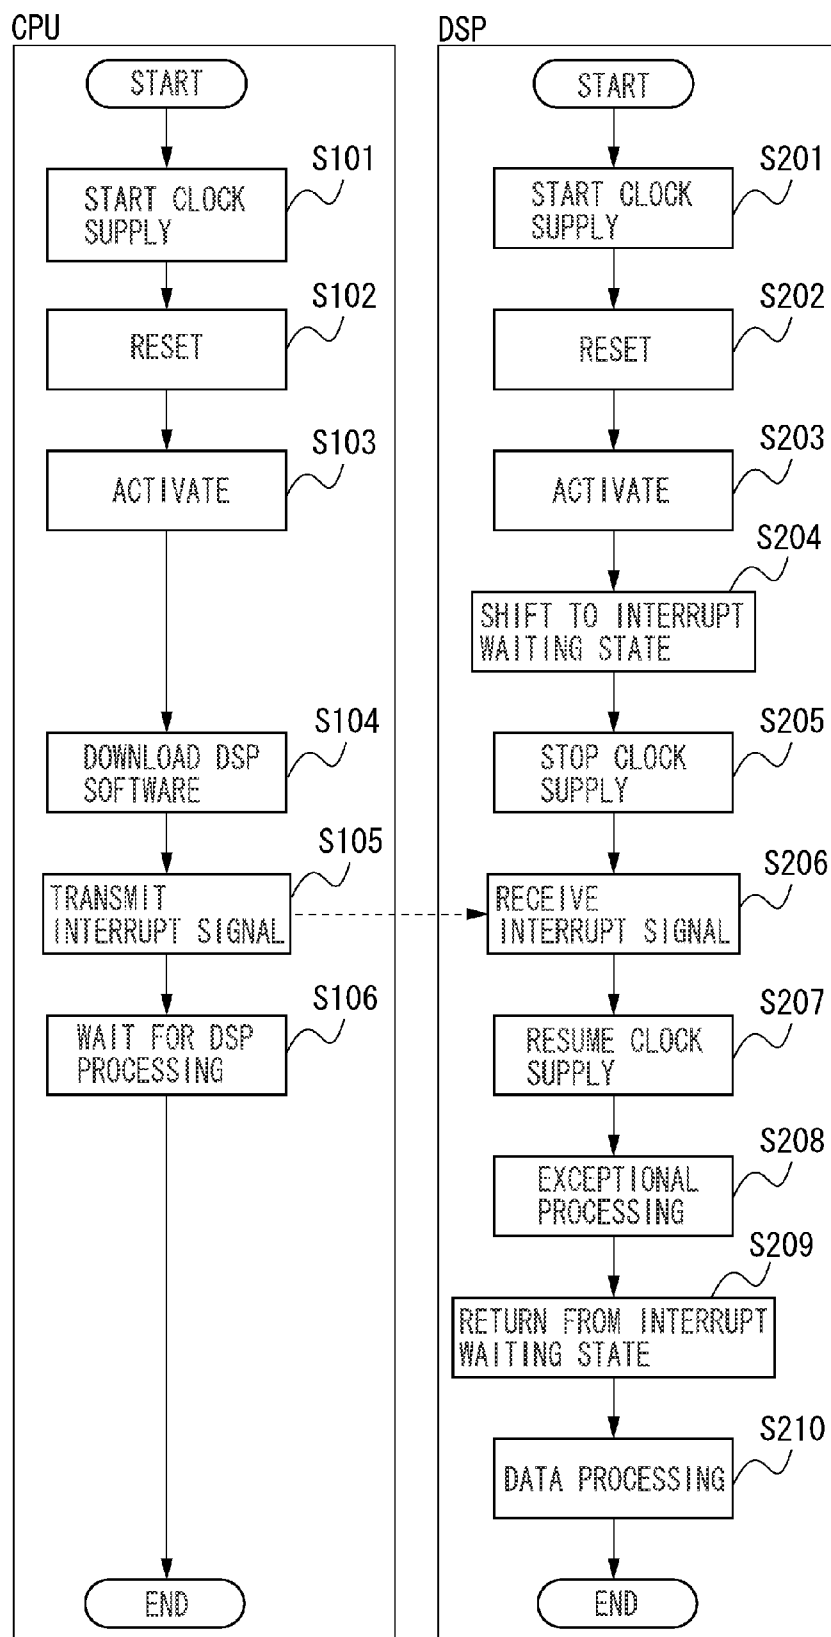 CPU
START
S101
START CLOCK
SUPPLY
S102
RESET
S103
ACTIVATE
S104
DOWNLOAD DSP
SOFTWARE
S105
TRANSMIT
INTERRUPT SIGNAL
S106
WAIT FOR DSP
PROCESSING
END
DSP
START
S201
START CLOCK
SUPPLY
S202
RESET
S203
ACTIVATE
S204
SHIFT TO INTERRUPT
WAITING STATE
S205
STOP CLOCK
SUPPLY
S206
RECEIVE
INTERRUPT SIGNAL
S207
RESUME CLOCK
SUPPLY
S208
EXCEPTIONAL
PROCESSING
S209
RETURN FROM INTERRUPT
WAITING STATE
S210
DATA PROCESSING
END